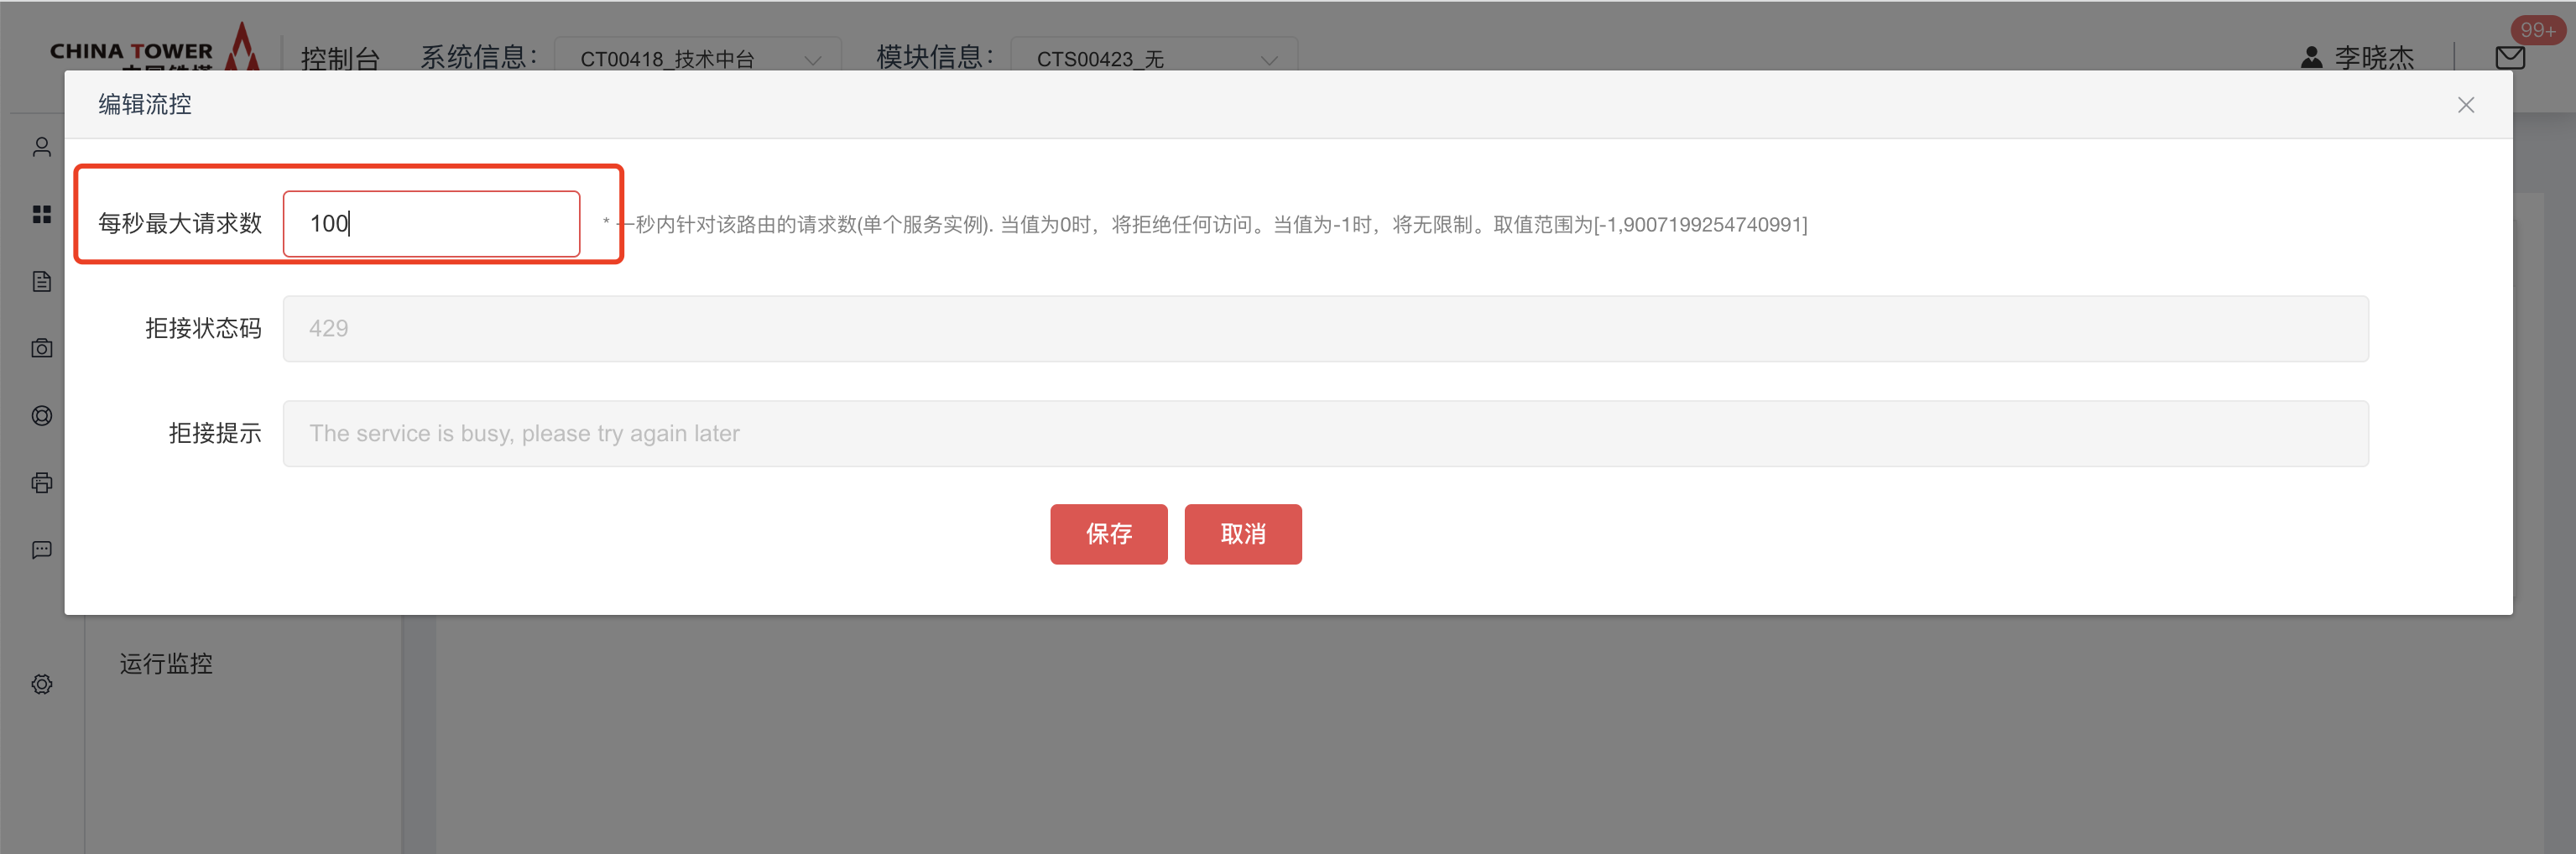 99+
CHINA TOWER
控制台
系统信息：
CT00418_技术中台
模块信息：
CTS00423_无
李晓杰
编辑流控
每秒最大请求数
100
* 一秒内针对该路由的请求数(单个服务实例). 当值为0时，将拒绝任何访问。当值为-1时，将无限制。取值范围为[-1,9007199254740991]
拒接状态码
429
拒接提示
The service is busy, please try again later
保存
取消
运行监控